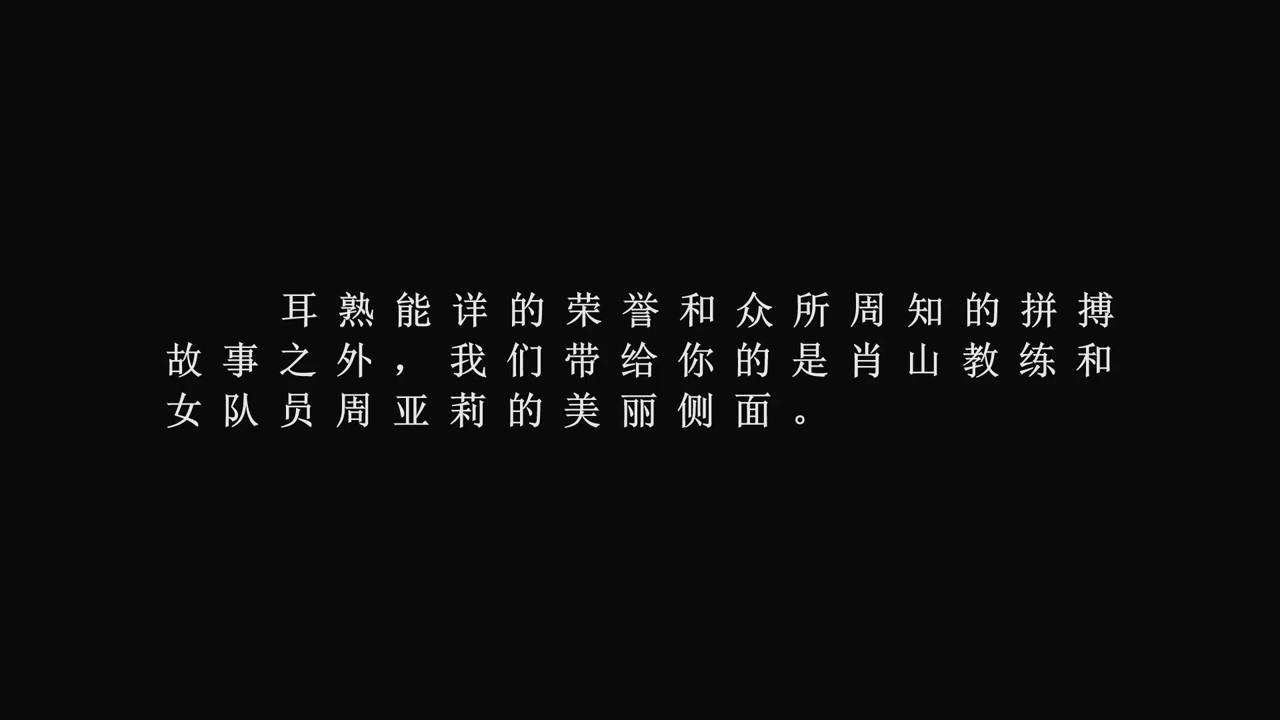 耳熟能详的荣誉和众所周知的拼搏
故事之外，我们带给你的是肖山教练和
女队员周亚莉的美丽侧面。